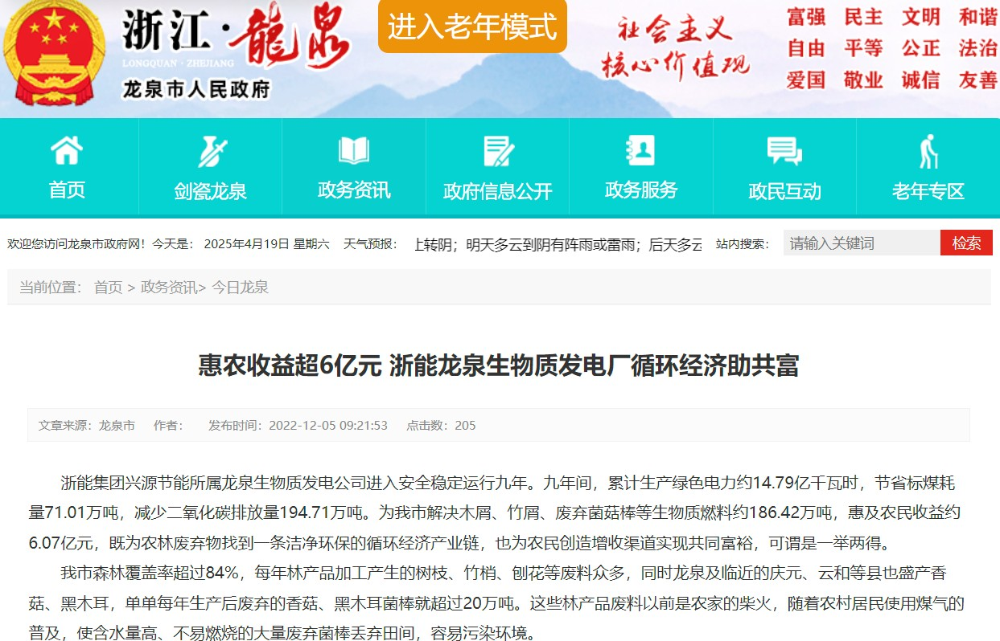 浙江·龍泉
LONGQUAN · ZHEJIANG
龙泉市人民政府
进入老年模式
社会主义
核心价值观
富强 民主 文明 和谐
自由 平等 公正 法治
爱国 敬业 诚信 友善
首页 剑瓷龙泉 政务资讯 政府信息公开 政务服务 政民互动 老年专区
欢迎您访问龙泉市政府网！今天是： 2025年4月19日 星期六 天气预报： 上转阴；明天多云到阴有阵雨或雷雨；后天多云 站内搜索： 请输入关键词 检索
当前位置： 首页 > 政务资讯> 今日龙泉
惠农收益超6亿元 浙能龙泉生物质发电厂循环经济助共富
文章来源：龙泉市 作者： 发布时间：2022-12-05 09:21:53 点击数：205
浙能集团兴源节能所属龙泉生物质发电公司进入安全稳定运行九年。九年间，累计生产绿色电力约14.79亿千瓦时，节省标煤耗
量71.01万吨，减少二氧化碳排放量194.71万吨。为我市解决木屑、竹屑、废弃菌菇棒等生物质燃料约186.42万吨，惠及农民收益约
6.07亿元，既为农林废弃物找到一条洁净环保的循环经济产业链，也为农民创造增收渠道实现共同富裕，可谓是一举两得。
我市森林覆盖率超过84%，每年林产品加工产生的树枝、竹梢、刨花等废料众多，同时龙泉及临近的庆元、云和等县也盛产香
菇、黑木耳，单单每年生产后废弃的香菇、黑木耳菌棒就超过20万吨。这些林产品废料以前是农家的柴火，随着农村居民使用煤气的
普及，使含水量高、不易燃烧的大量废弃菌棒丢弃田间，容易污染环境。